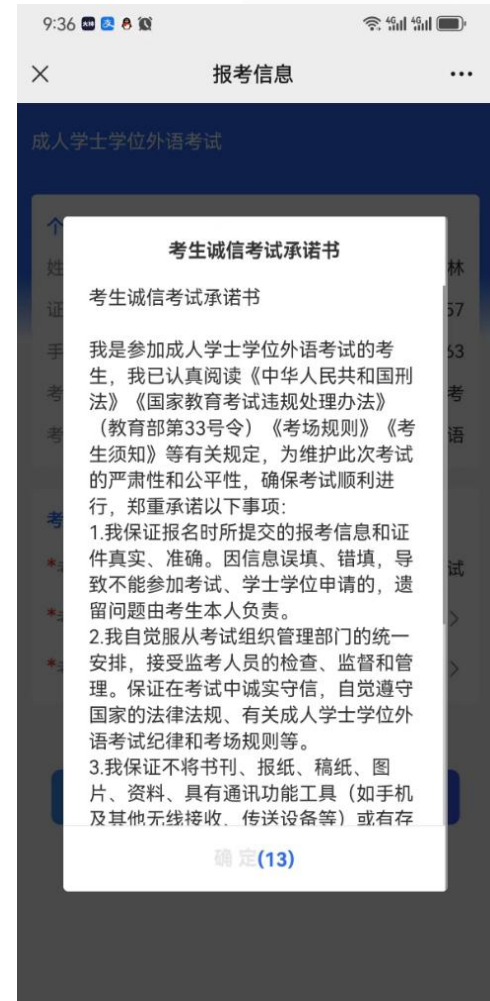 9:36
报考信息
成人学士学位外语考试
个
考生诚信考试承诺书
姓
林
考生诚信考试承诺书
证
57
手
63
我是参加成人学士学位外语考试的考
生，我已认真阅读《中华人民共和国刑
考
考
法》《国家教育考试违规处理办法》
（教育部第33号令）《考场规则》《考
考
语
生须知》等有关规定，为维护此次考试
的严肃性和公平性，确保考试顺利进
行，郑重承诺以下事项：
考
1.我保证报名时所提交的报考信息和证
件真实、准确。因信息误填、错填，导
*
试
致不能参加考试、学士学位申请的，遗
留问题由考生本人负责。
*
2.我自觉服从考试组织管理部门的统一
安排，接受监考人员的检查、监督和管
*
理。保证在考试中诚实守信，自觉遵守
国家的法律法规、有关成人学士学位外
语考试纪律和考场规则等。
3.我保证不将书刊、报纸、稿纸、图
片、资料、具有通讯功能工具（如手机
及其他无线接收、传送设备等）或有存
确 定(13)